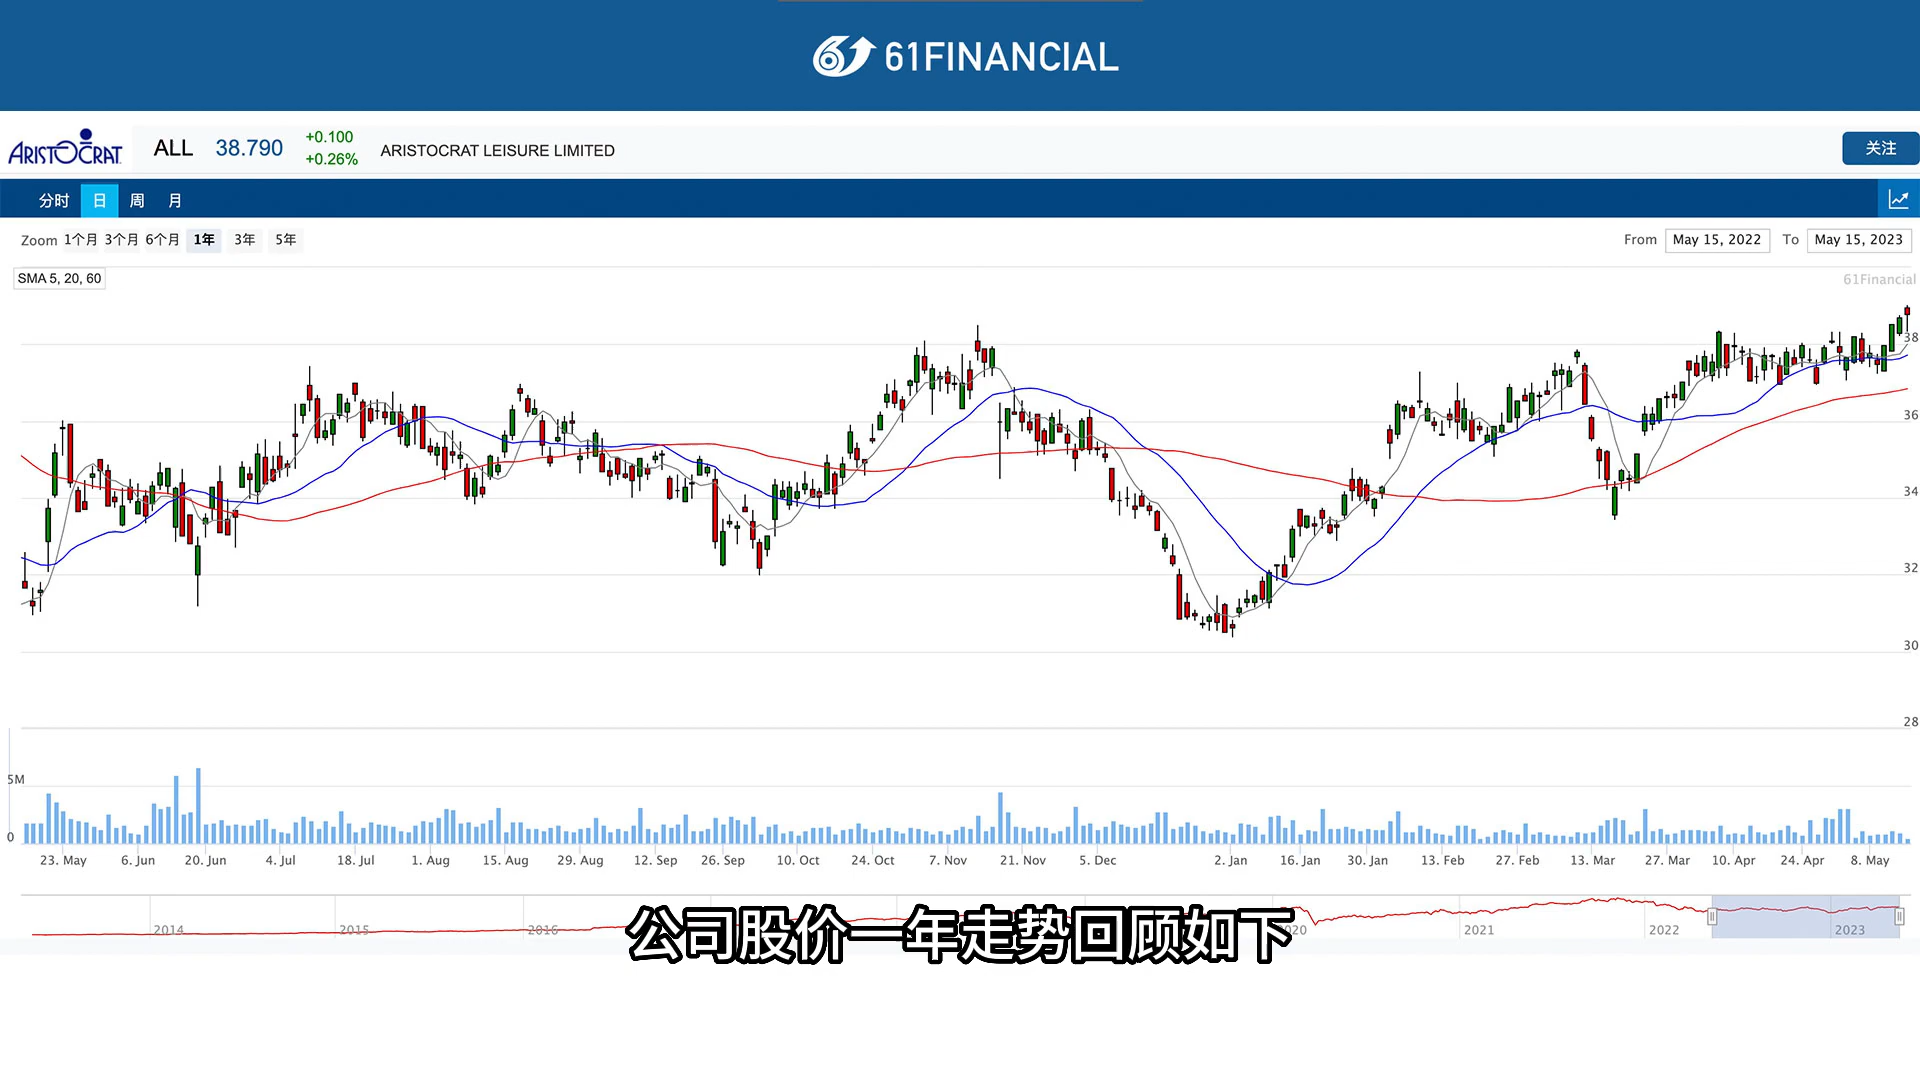 61FINANCIAL
ARISTOCRAT ALL 38.790 +0.100 +0.26% ARISTOCRAT LEISURE LIMITED 关注
分时 日 周 月
Zoom 1个月 3个月 6个月 1年 3年 5年 From May 15, 2022 To May 15, 2023
SMA 5, 20, 60
61Financial
38
36
34
32
30
28
5M
0
23. May 6. Jun 20. Jun 4. Jul 18. Jul 1. Aug 15. Aug 29. Aug 12. Sep 26. Sep 10. Oct 24. Oct 7. Nov 21. Nov 5. Dec 2. Jan 16. Jan 30. Jan 13. Feb 27. Feb 13. Mar 27. Mar 10. Apr 24. Apr 8. May
2014 2015 2016 2021 2022 2023
公司股价一年走势回顾如下